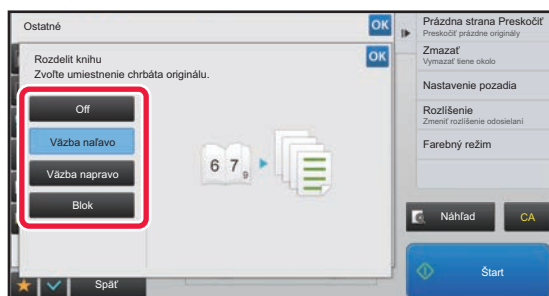 Ostatné
OK
Rozdelit knihu
Zvoľte umiestnenie chrbáta originálu.
OK
Off
Väzba naľavo
Väzba napravo
Blok
6 7 9
Späť
Prázdna strana Preskočiť
Preskočiť prázdne originály
Zmazať
Vymazať tiene okolo
Nastavenie pozadia
Rozlíšenie
Zmeniť rozlíšenie odosielaní
Farebný režim
Náhľad
CA
Štart